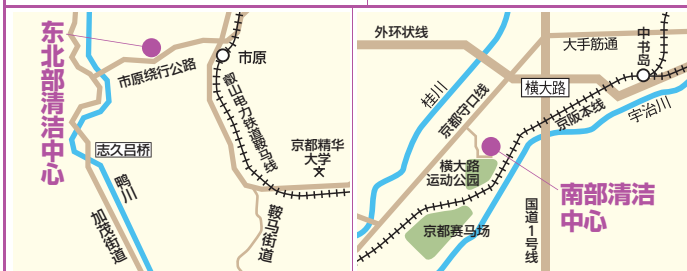 东北部清洁中心
市原
市原绕行公路
叡山电力铁道鞍马线
志久吕桥
京都精华
大学
鸭川
加茂街道
鞍马街道
外环状线
大手筋通
中书岛
桂川
京都守口线
横大路
京阪本线
宇治川
横大路
运动公园
南部清洁
中心
国道1号线
京都赛马场